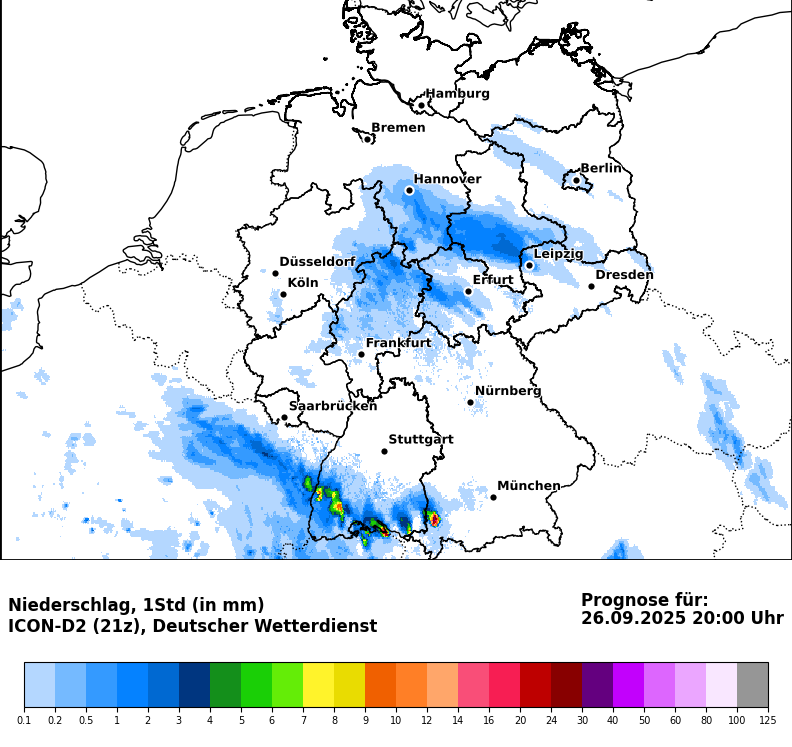 Hamburg
Bremen
Berlin
Hannover
Leipzig
Düsseldorf
Köln
Erfurt
Dresden
Frankfurt
Nürnberg
Saarbrücken
Stuttgart
München
Niederschlag, 1Std (in mm)
ICON-D2 (21z), Deutscher Wetterdienst
Prognose für:
26.09.2025 20:00 Uhr
0.1 0.2 0.5 1 2 3 4 5 6 7 8 9 10 12 14 16 20 24 30 40 50 60 80 100 125